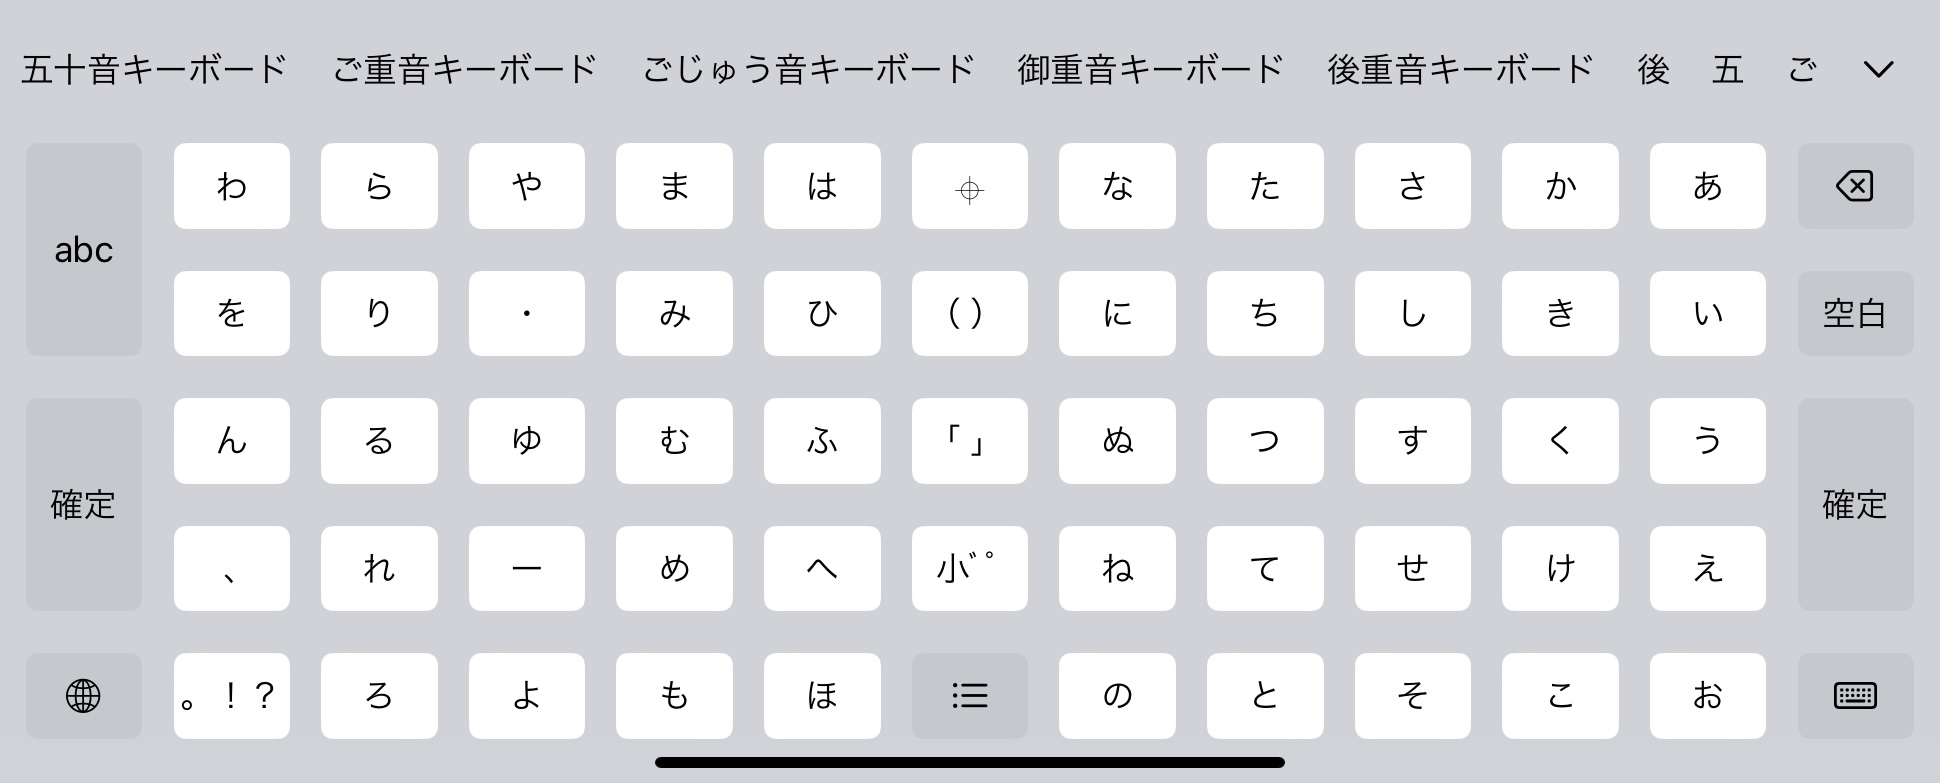 五十音キーボード ご重音キーボード ごじゅう音キーボード 御重音キーボード 後重音キーボード 後 五 ご
abc わ ら や ま は な た さ か あ
を り ・ み ひ () に ち し き い 空白
確定 ん る ゆ む ふ 「」 ぬ つ す く う 確定
、 れ ー め へ 小゛゜ ね て せ け え
。！？ ろ よ も ほ の と そ こ お